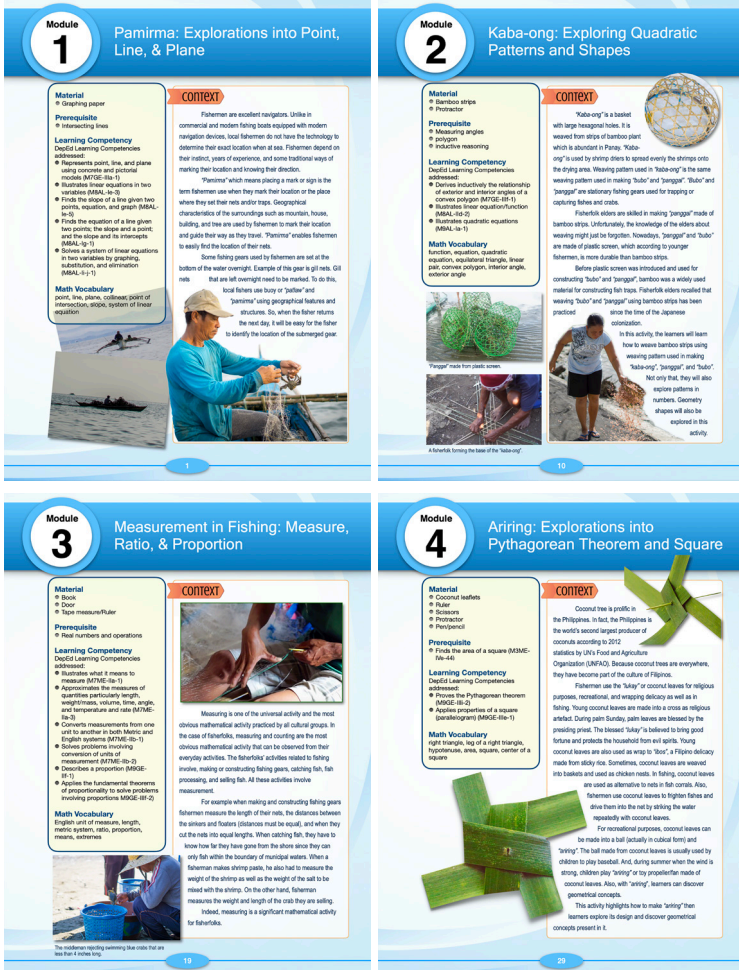 Module
1
Pamirma: Explorations into Point,
Line, & Plane
Material
Graphing paper
Prerequisite
Intersecting lines
Learning Competency
DepEd Learning Competencies
addressed:
Represents point, line, and plane
using concrete and pictorial
models (M7GE-IIIa-1)
Illustrates linear equations in two
variables (M8AL-Ie-3)
Finds the slope of a line given two
points, equation, and graph (M8AL-
Ie-5)
Finds the equation of a line given
two points; the slope and a point;
and the slope and its intercepts
(M8AL-Ig-1)
Solves a system of linear equations
in two variables by graphing,
substitution, and elimination
(M8AL-Ii-j-1)
Math Vocabulary
point, line, plane, collinear, point of
intersection, slope, system of linear
equation
CONTEXT
Fishermen are excellent navigators. Unlike in
commercial and modern fishing boats equipped with modern
navigation devices, local fishermen do not have the technology to
determine their exact location when at sea. Fishermen depend on
their instinct, years of experience, and some traditional ways of
marking their location and knowing their direction.
"Pamirma" which means placing a mark or sign is the
term fishermen use when they mark their location or the place
where they set their nets and/or traps. Geographical
characteristics of the surroundings such as mountain, house,
building, and tree are used by fishermen to mark their location
and guide their way as they travel. "Pamirma" enables fishermen
to easily find the location of their nets.
Some fishing gears used by fishermen are set at the
bottom of the water overnight. Example of this gear is gill nets. Gill
nets that are left overnight need to be marked. To do this,
local fishers use buoy or "pataw" and
"pamirma" using geographical features and
structures. So, when the fisher returns
the next day, it will be easy for the fisher
to identify the location of the submerged gear.
1
Module
2
Kaba-ong: Exploring Quadratic
Patterns and Shapes
Material
Bamboo strips
Protractor
Prerequisite
Measuring angles
polygon
inductive reasoning
Learning Competency
DepEd Learning Competencies
addressed:
Derives inductively the relationship
of exterior and interior angles of a
convex polygon (M7GE-IIIf-1)
Illustrates linear equation/function
(M8AL-IId-2)
Illustrates quadratic equations
(M9AL-Ia-1)
Math Vocabulary
function, equation, quadratic
equation, equilateral triangle, linear
pair, convex polygon, interior angle,
exterior angle
"Panggal" made from plastic screen.
A fisherfolk forming the base of the "kaba-ong".
CONTEXT
"Kaba-ong" is a basket
with large hexagonal holes. It is
weaved from strips of bamboo plant
which is abundant in Panay. "Kaba-
ong" is used by shrimp driers to spread evenly the shrimps onto
the drying area. Weaving pattern used in "kaba-ong" is the same
weaving pattern used in making "bubo" and "panggal". "Bubo" and
"panggal" are stationary fishing gears used for trapping or
capturing fishes and crabs.
Fisherfolk elders are skilled in making "panggal" made of
bamboo strips. Unfortunately, the knowledge of the elders about
weaving might just be forgotten. Nowadays, "panggal" and "bubo"
are made of plastic screen, which according to younger
fishermen, is more durable than bamboo strips.
Before plastic screen was introduced and used for
constructing "bubo" and "panggal", bamboo was a widely used
material for constructing fish traps. Fisherfolk elders recalled that
weaving "bubo" and "panggal" using bamboo strips has been
practiced since the time of the Japanese
colonization.
In this activity, the learners will learn
how to weave bamboo strips using
weaving pattern used in making
"kaba-ong", "panggal", and "bubo".
Not only that, they will also
explore patterns in
numbers. Geometry
shapes will also be
explored in this
activity.
10
Module
3
Measurement in Fishing: Measure,
Ratio, & Proportion
Material
Book
Door
Tape measure/Ruler
Prerequisite
Real numbers and operations
Learning Competency
DepEd Learning Competencies
addressed:
Illustrates what it means to
measure (M7ME-IIa-1)
Approximates the measures of
quantities particularly length,
weight/mass, volume, time, angle,
and temperature and rate (M7ME-
IIa-3)
Converts measurements from one
unit to another in both Metric and
English systems (M7ME-IIb-1)
Solves problems involving
conversion of units of
measurement (M7ME-IIb-2)
Describes a proportion (M9GE-
IIf-1)
Applies the fundamental theorems
of proportionality to solve problems
involving proportions M9GE-IIIf-2)
Math Vocabulary
English unit of measure, length,
metric system, ratio, proportion,
means, extremes
The middleman rejecting swimming blue crabs that are
less than 4 inches long.
CONTEXT
Measuring is one of the universal activity and the most
obvious mathematical activity practiced by all cultural groups. In
the case of fisherfolks, measuring and counting are the most
obvious mathematical activity that can be observed from their
everyday activities. The fisherfolks' activities related to fishing
involve, making or constructing fishing gears, catching fish, fish
processing, and selling fish. All these activities involve
measurement.
For example when making and constructing fishing gears
fishermen measure the length of their nets, the distances between
the sinkers and floaters (distances must be equal), and when they
cut the nets into equal lengths. When catching fish, they have to
know how far they have gone from the shore since they can
only fish within the boundary of municipal waters. When a
fisherman makes shrimp paste, he also had to measure the
weight of the shrimp as well as the weight of the salt to be
mixed with the shrimp. On the other hand, fisherman
measures the weight and length of the crab they are selling.
Indeed, measuring is a significant mathematical activity
for fisherfolks.
19
Module
4
Ariring: Explorations into
Pythagorean Theorem and Square
Material
Coconut leaflets
Ruler
Scissors
Protractor
Pen/pencil
Prerequisite
Finds the area of a square (M3ME-
IVe-44)
Learning Competency
DepEd Learning Competencies
addressed:
Proves the Pythagorean theorem
(M9GE-IIIi-2)
Applies properties of a square
(parallelogram) (M9GE-IIIe-1)
Math Vocabulary
right triangle, leg of a right triangle,
hypotenuse, area, square, center of a
square
CONTEXT
Coconut tree is prolific in
the Philippines. In fact, the Philippines is
the world's second largest producer of
coconuts according to 2012
statistics by UN's Food and Agriculture
Organization (UNFAO). Because coconut trees are everywhere,
they have become part of the culture of Filipinos.
Fishermen use the "lukay" or coconut leaves for religious
purposes, recreational, and wrapping delicacy as well as in
fishing. Young coconut leaves are made into a cross as religious
artefact. During palm Sunday, palm leaves are blessed by the
presiding priest. The blessed "lukay" is believed to bring good
fortune and protects the household from evil spirits. Young
coconut leaves are also used to wrap to "ibos", a Filipino delicacy
made from sticky rice. Sometimes, coconut leaves are weaved
into baskets and used as chicken nests. In fishing, coconut leaves
are used as alternative to nets in fish corrals. Also,
fishermen use coconut leaves to frighten fishes and
drive them into the net by striking the water
repeatedly with coconut leaves.
For recreational purposes, coconut leaves can
be made into a ball (actually in cubical form) and
"ariring". The ball made from coconut leaves is usually used by
children to play baseball. And, during summer when the wind is
strong, children play "ariring" or toy propeller/fan made of
coconut leaves. Also, with "ariring", learners can discover
geometrical concepts.
This activity highlights how to make "ariring" then
learners explore its design and discover geometrical
concepts present in it.
29